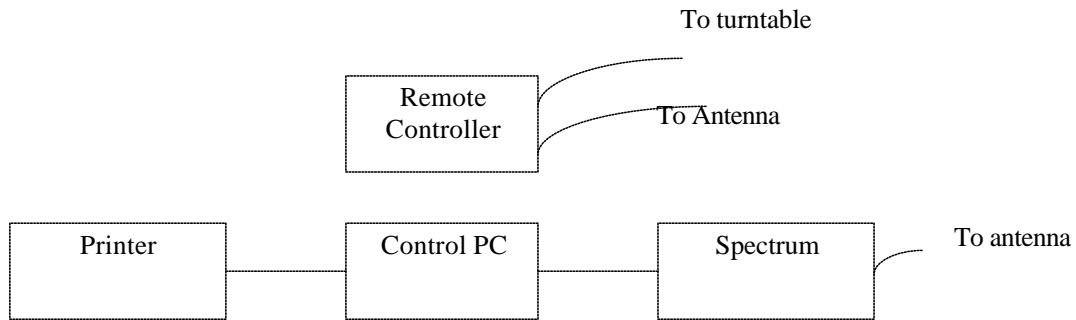 To turntable
Remote
Controller
To Antenna
Printer
Control PC
Spectrum
To antenna